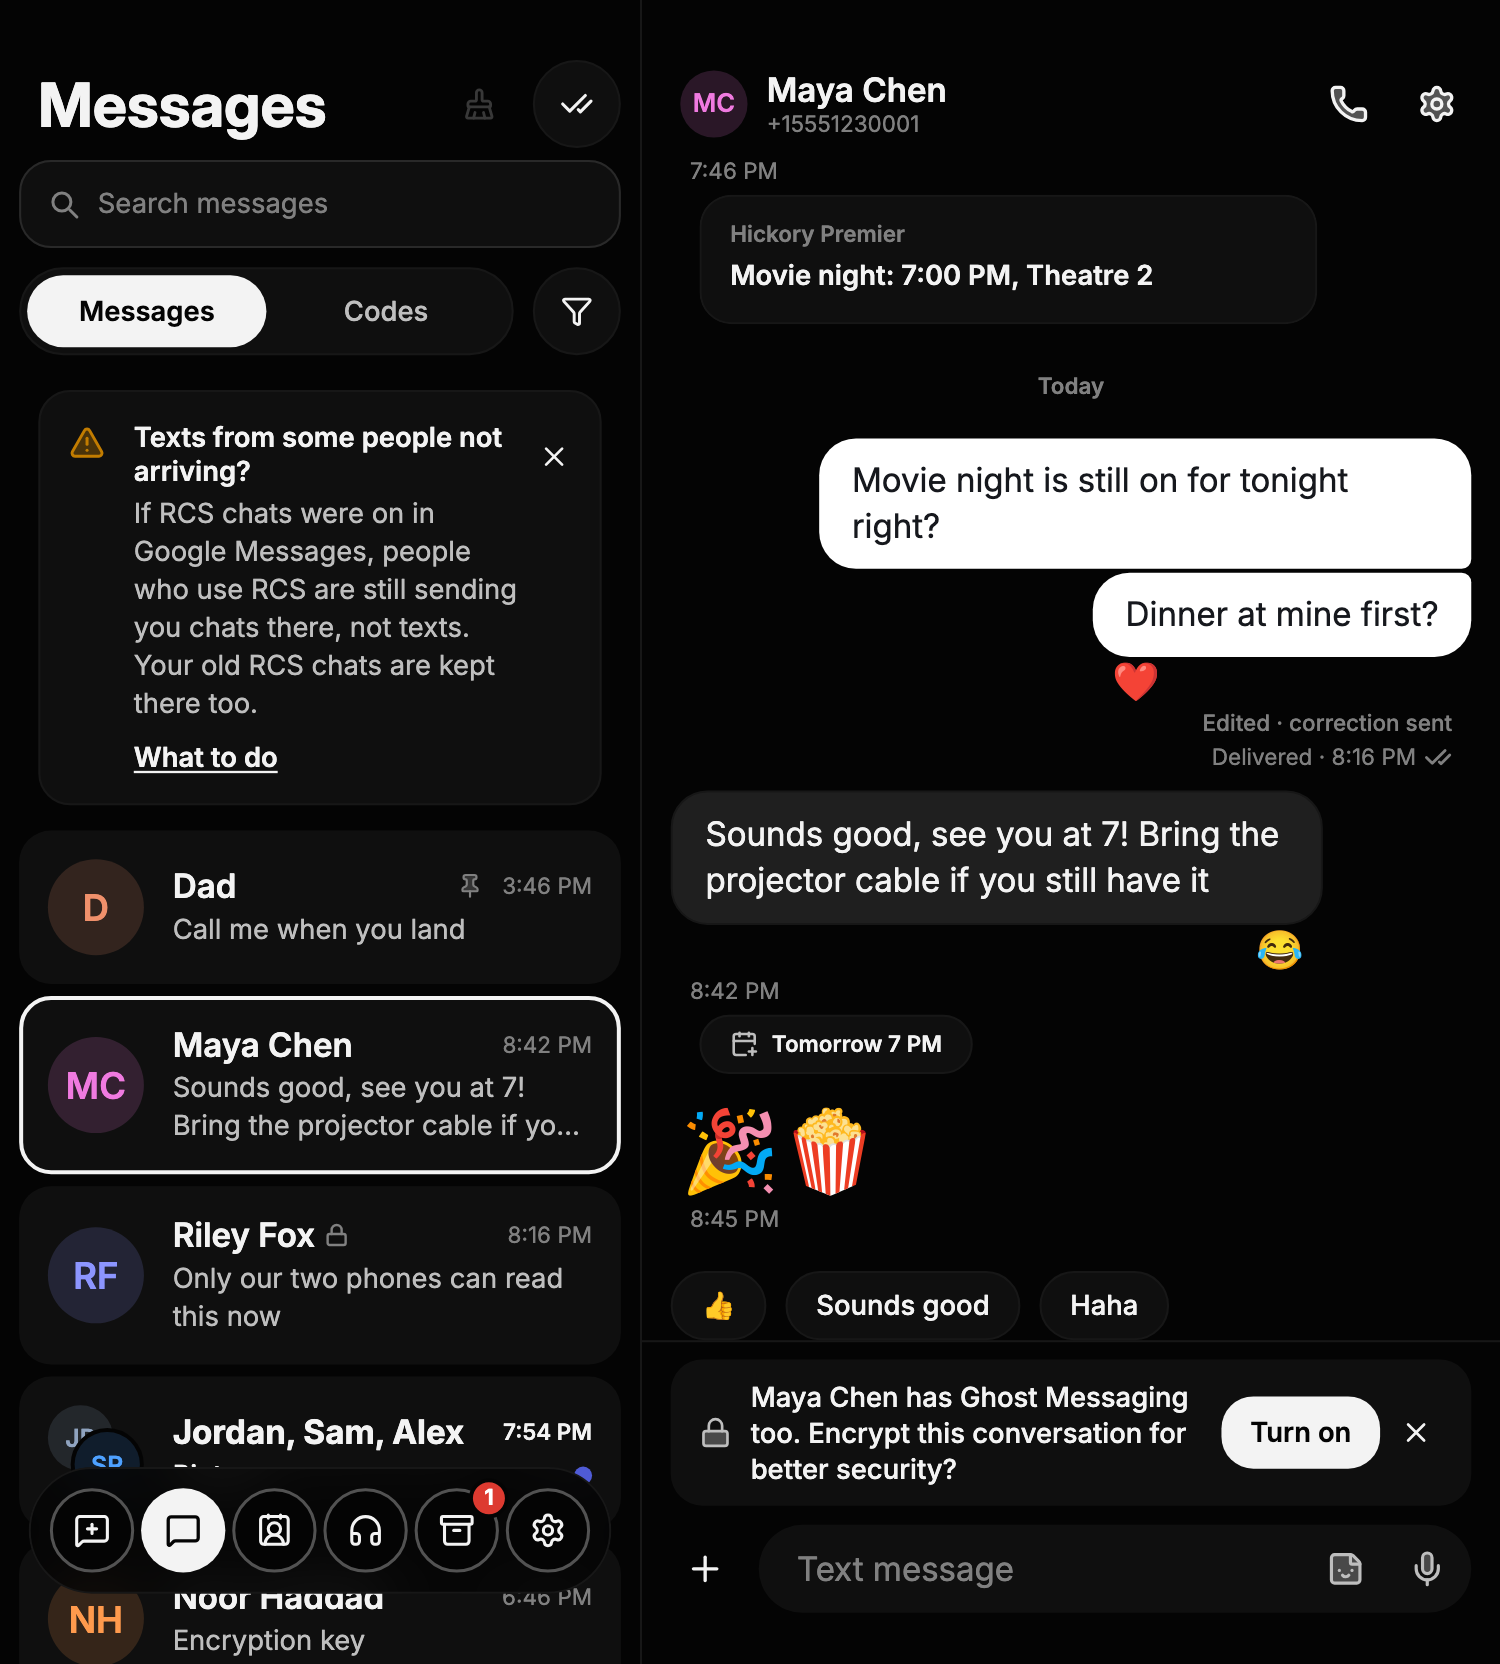 Messages
Search messages
Messages
Codes
Texts from some people not
arriving?
If RCS chats were on in
Google Messages, people
who use RCS are still sending
you chats there, not texts.
Your old RCS chats are kept
there too.
What to do
D
Dad
3:46 PM
Call me when you land
MC
Maya Chen
8:42 PM
Sounds good, see you at 7!
Bring the projector cable if yo...
RF
Riley Fox
8:16 PM
Only our two phones can read
this now
Jordan, Sam, Alex
7:54 PM
1
NH
Noor Haddad
6:46 PM
Encryption key
MC
Maya Chen
+15551230001
7:46 PM
Hickory Premier
Movie night: 7:00 PM, Theatre 2
Today
Movie night is still on for tonight
right?
Dinner at mine first?
Edited · correction sent
Delivered · 8:16 PM
Sounds good, see you at 7! Bring the
projector cable if you still have it
8:42 PM
Tomorrow 7 PM
8:45 PM
Sounds good
Haha
Maya Chen has Ghost Messaging
too. Encrypt this conversation for
better security?
Turn on
Text message